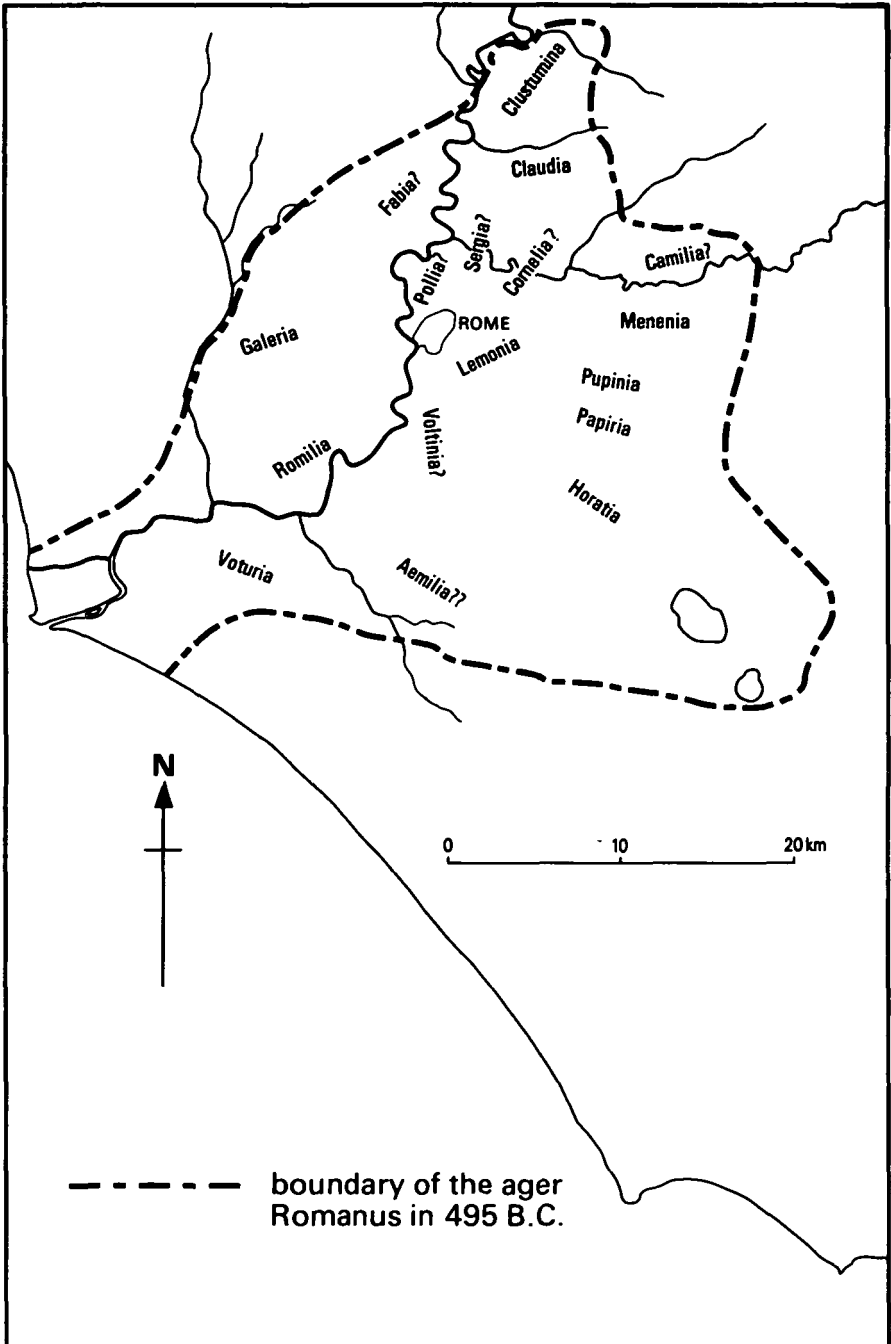 Clustumina
Claudia
Fabia?
Sergia?
Cornelia?
Camilia?
Pollia?
ROME
Menenia
Galeria
Lemonia
Pupinia
Papiria
Romilia
Voltinia?
Horatia
Voturia
Aemilia??
N
0 10 20 km
boundary of the ager
Romanus in 495 B.C.